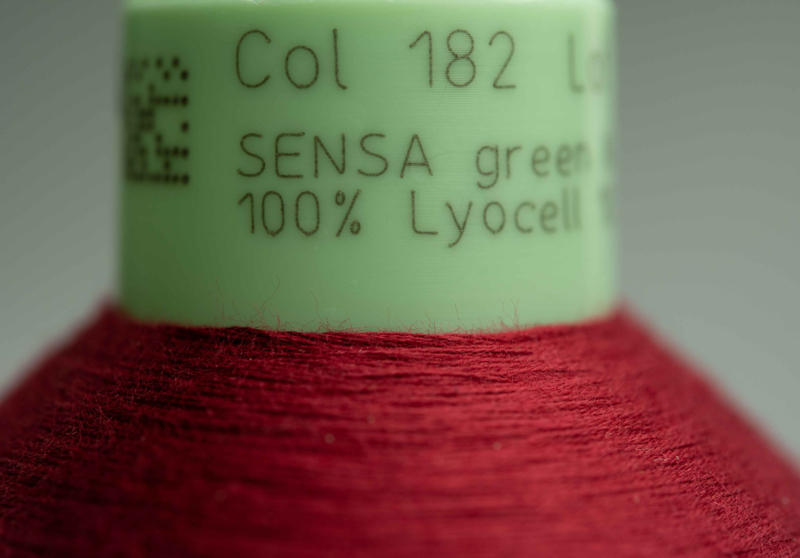 Col 182
SENSA green
100% Lyocell